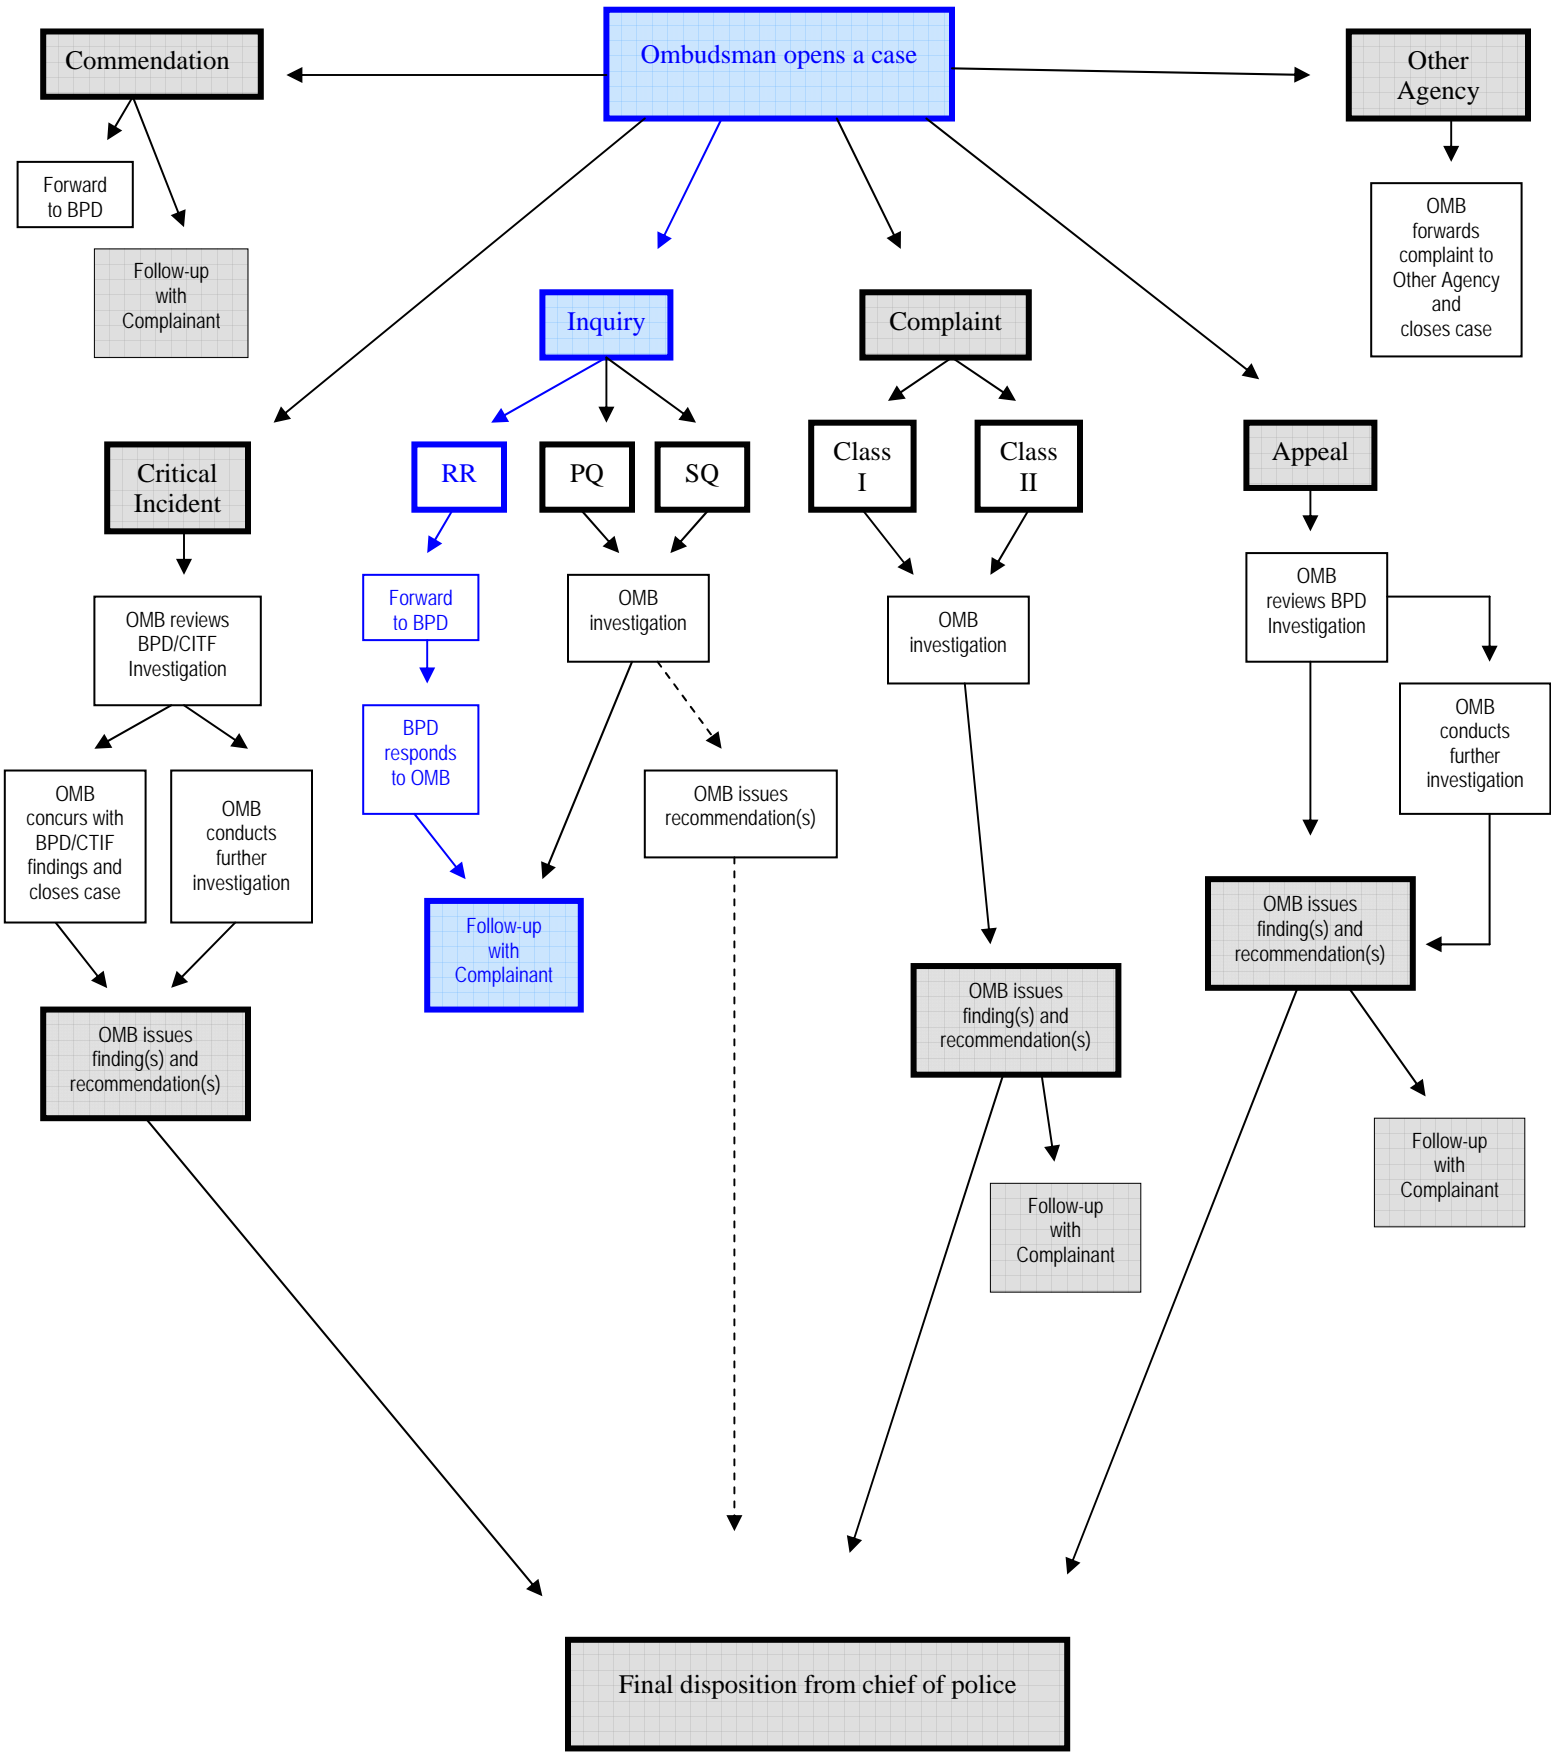 Commendation
Ombudsman opens a case
Other
Agency
Forward
to BPD
Follow-up
with
Complainant
OMB
forwards
complaint to
Other Agency
and
closes case
Inquiry
Complaint
Critical
Incident
RR
PQ
SQ
Class
I
Class
II
Appeal
OMB reviews
BPD/CITF
Investigation
Forward
to BPD
OMB
investigation
OMB
investigation
OMB
reviews BPD
Investigation
OMB
concurs with
BPD/CTIF
findings and
closes case
OMB
conducts
further
investigation
BPD
responds
to OMB
OMB issues
recommendation(s)
OMB
conducts
further
investigation
Follow-up
with
Complainant
OMB issues
finding(s) and
recommendation(s)
OMB issues
finding(s) and
recommendation(s)
OMB issues
finding(s) and
recommendation(s)
Follow-up
with
Complainant
Follow-up
with
Complainant
Final disposition from chief of police